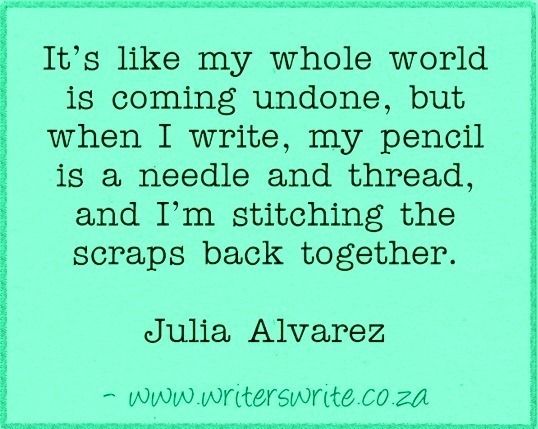 It's like my whole world
is coming undone, but
when I write, my pencil
is a needle and thread,
and I'm stitching the
scraps back together.
Julia Alvarez
- www.writerswrite.co.za